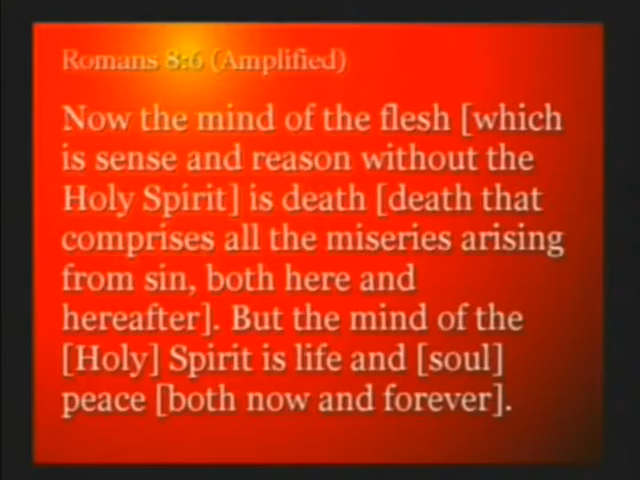 Romans 8:6 (Amplified)
Now the mind of the flesh [which
is sense and reason without the
Holy Spirit] is death [death that
comprises all the miseries arising
from sin, both here and
hereafter]. But the mind of the
[Holy] Spirit is life and [soul]
peace [both now and forever].